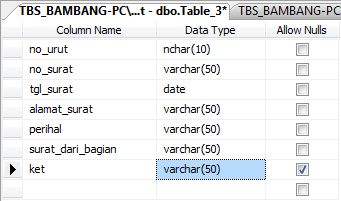 TBS_BAMBANG-PC\...t - dbo.Table_3* TBS_BAMBANG-PC
Column Name Data Type Allow Nulls
no_urut nchar(10)
no_surat varchar(50)
tgl_surat date
alamat_surat varchar(50)
perihal varchar(50)
surat_dari_bagian varchar(50)
ket varchar(50)